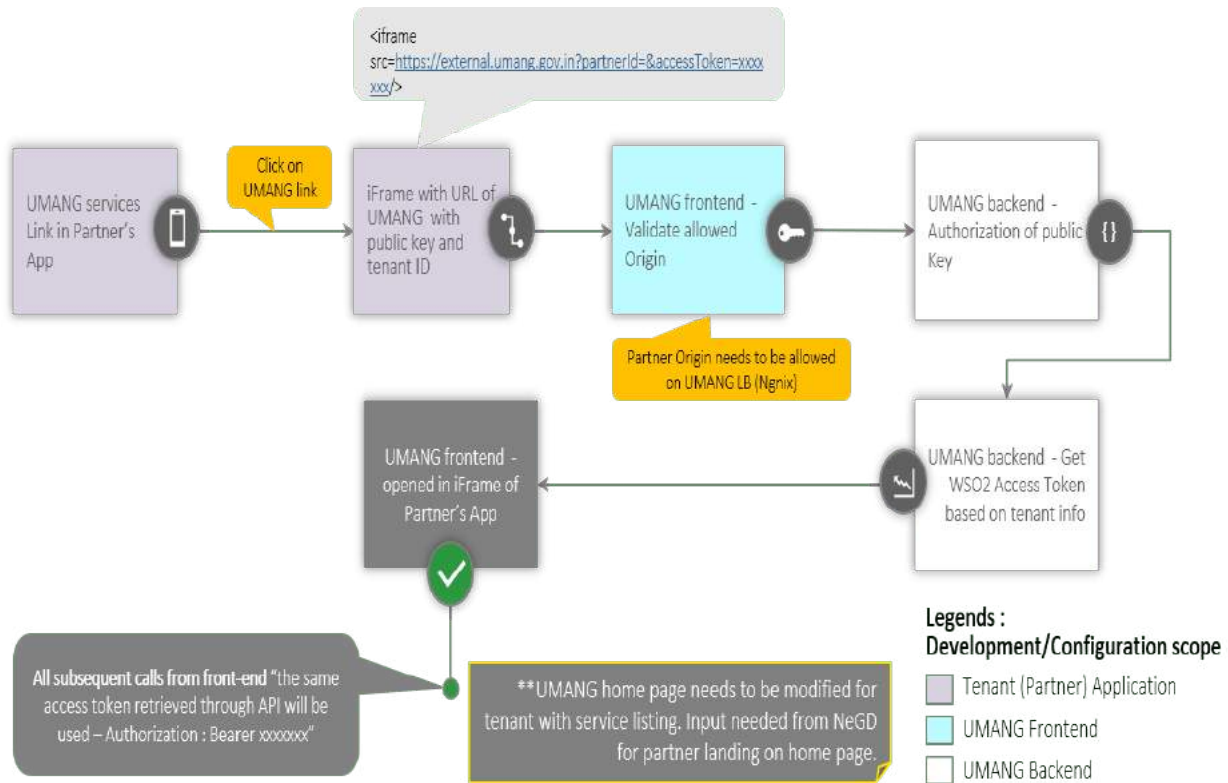 <iframe
src=https://external.umang.gov.in?partnerId=&accessToken=xxxx
xxx/>
UMANG services
Link in Partner's
App
Click on
UMANG link
iFrame with URL of
UMANG with
public key and
tenant ID
UMANG frontend -
Validate allowed
Origin
UMANG backend -
Authorization of public
Key
{}
Partner Origin needs to be allowed
on UMANG LB (Ngnix)
UMANG frontend -
opened in iFrame of
Partner's App
UMANG backend - Get
WSO2 Access Token
based on tenant info
All subsequent calls from front-end "the same
access token retrieved through API will be
used – Authorization : Bearer xxxxxxx"
**UMANG home page needs to be modified for
tenant with service listing. Input needed from NeGD
for partner landing on home page.
Legends :
Development/Configuration scope
Tenant (Partner) Application
UMANG Frontend
UMANG Backend